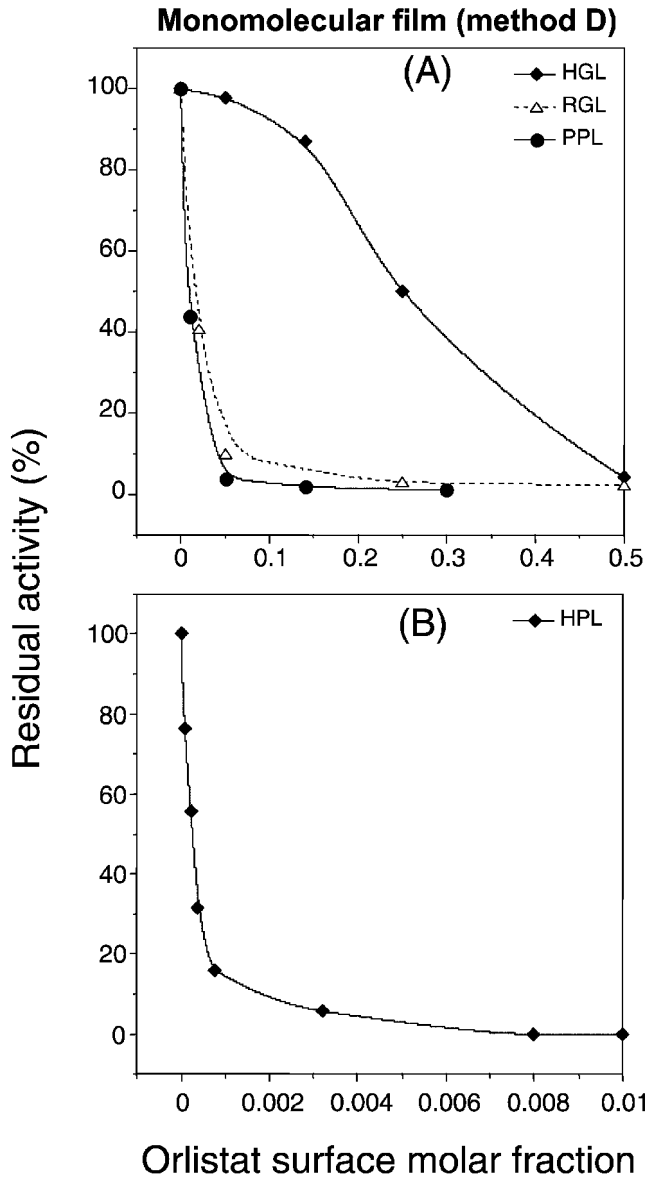 Monomolecular film (method D)
(A)
HGL
RGL
PPL
100
80
60
40
20
0
0 0.1 0.2 0.3 0.4 0.5
(B)
HPL
100
80
60
40
20
0
0 0.002 0.004 0.006 0.008 0.01
Residual activity (%)
Orlistat surface molar fraction